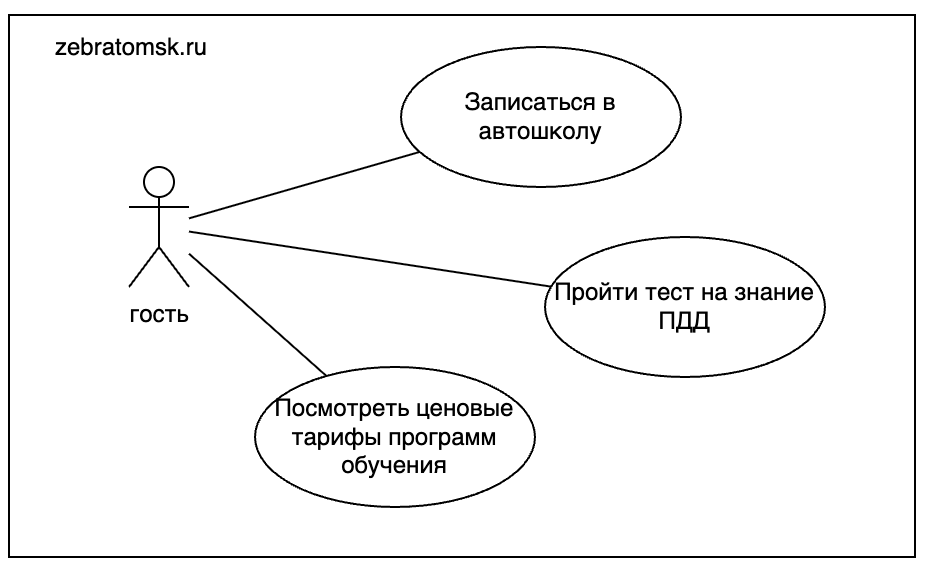 zebratomsk.ru
Записаться в
автошколу
гость
Пройти тест на знание
ПДД
Посмотреть ценовые
тарифы программ
обучения